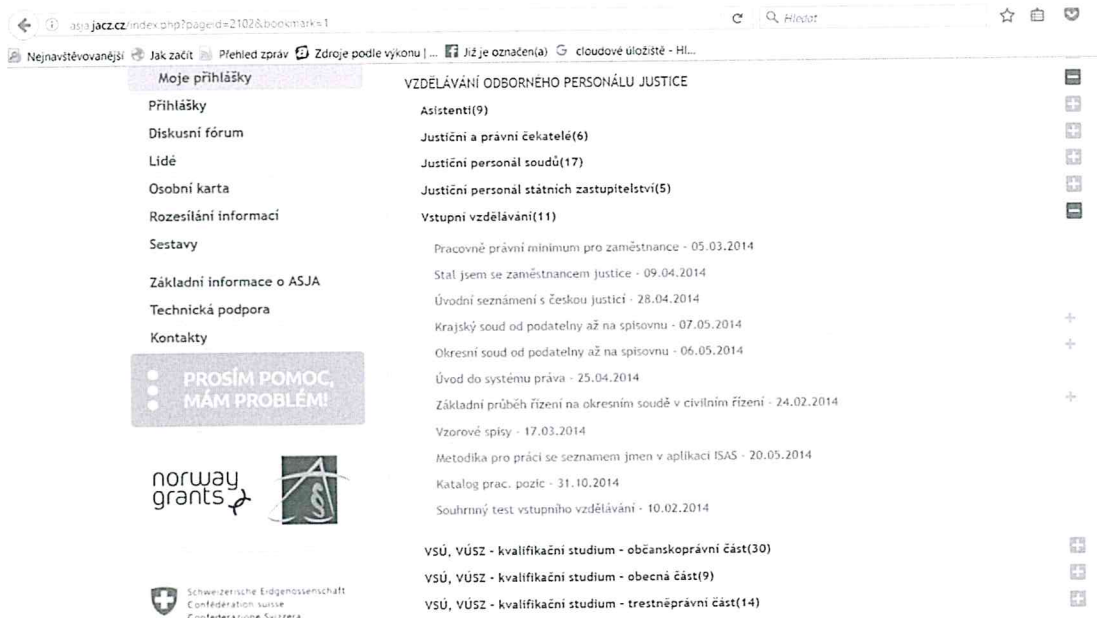 asja.jacz.cz/index.php?pageid=2102&bookmark=1
Hledat
Nejnavštěvovanější Jak začít Přehled zpráv Zdroje podle výkonu | ... Již je označen(a) cloudové úložiště - Hl...
Moje přihlášky
Přihlášky
Diskusní fórum
Lidé
Osobní karta
Rozesílání informací
Sestavy
Základní informace o ASJA
Technická podpora
Kontakty
PROSÍM POMOC,
MÁM PROBLÉM!
norway
grants
Schweizerische Eidgenossenschaft
Confédération suisse
Confederazione Svizzera
VZDĚLÁVÁNÍ ODBORNÉHO PERSONÁLU JUSTICE
Asistenti(9)
Justiční a právní čekatelé(6)
Justiční personál soudů(17)
Justiční personál státních zastupitelství(5)
Vstupní vzdělávání(11)
Pracovně právní minimum pro zaměstnance - 05.03.2014
Stal jsem se zaměstnancem justice - 09.04.2014
Úvodní seznámení s českou justicí - 28.04.2014
Krajský soud od podatelny až na spisovnu - 07.05.2014
Okresní soud od podatelny až na spisovnu - 06.05.2014
Úvod do systému práva - 25.04.2014
Základní průběh řízení na okresním soudě v civilním řízení - 24.02.2014
Vzorové spisy - 17.03.2014
Metodika pro práci se seznamem jmen v aplikaci ISAS - 20.05.2014
Katalog prac. pozic - 31.10.2014
Souhrnný test vstupního vzdělávání - 10.02.2014
VSÚ, VÚSZ - kvalifikační studium - občanskoprávní část(30)
VSÚ, VÚSZ - kvalifikační studium - obecná část(9)
VSÚ, VÚSZ - kvalifikační studium - trestněprávní část(14)